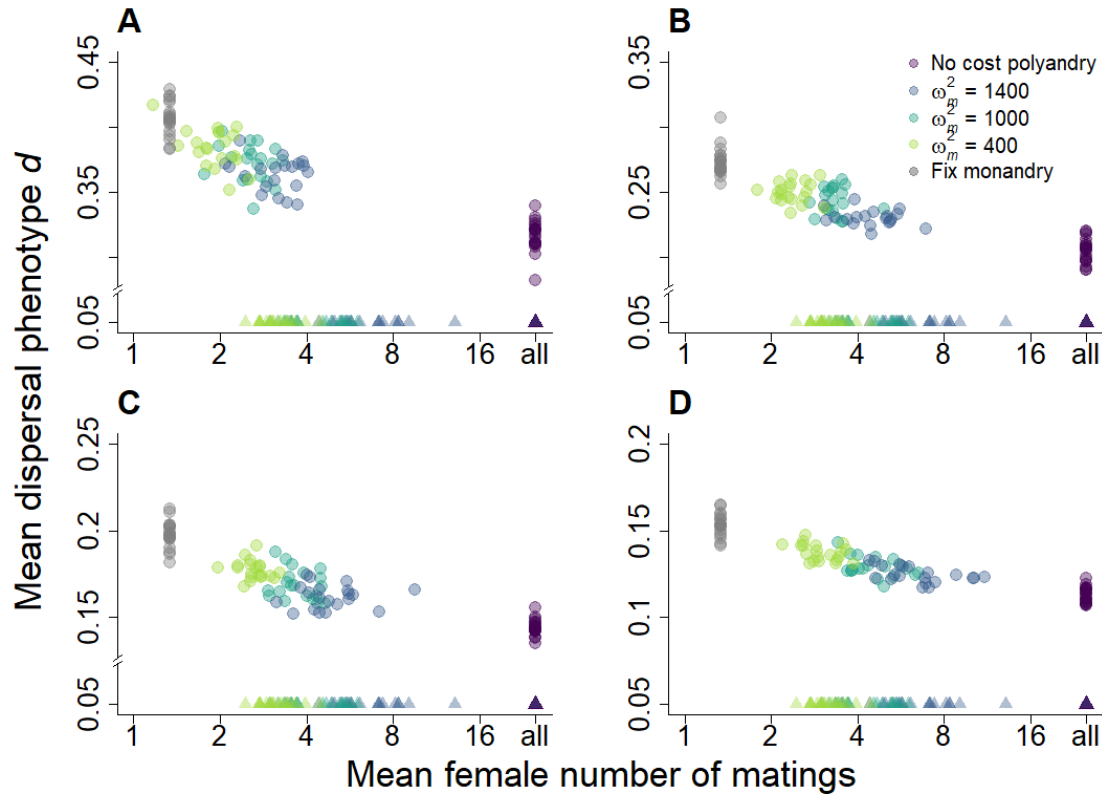 A
B
0.45
0.35
0.05
1 2 4 8 16 all
0.35
0.25
0.05
1 2 4 8 16 all
No cost polyandry
ω²ₘ = 1400
ω²ₘ = 1000
ω²ₘ = 400
Fix monandry
Mean dispersal phenotype d
C
D
0.25
0.2
0.15
0.05
1 2 4 8 16 all
0.2
0.15
0.1
0.05
1 2 4 8 16 all
Mean female number of matings